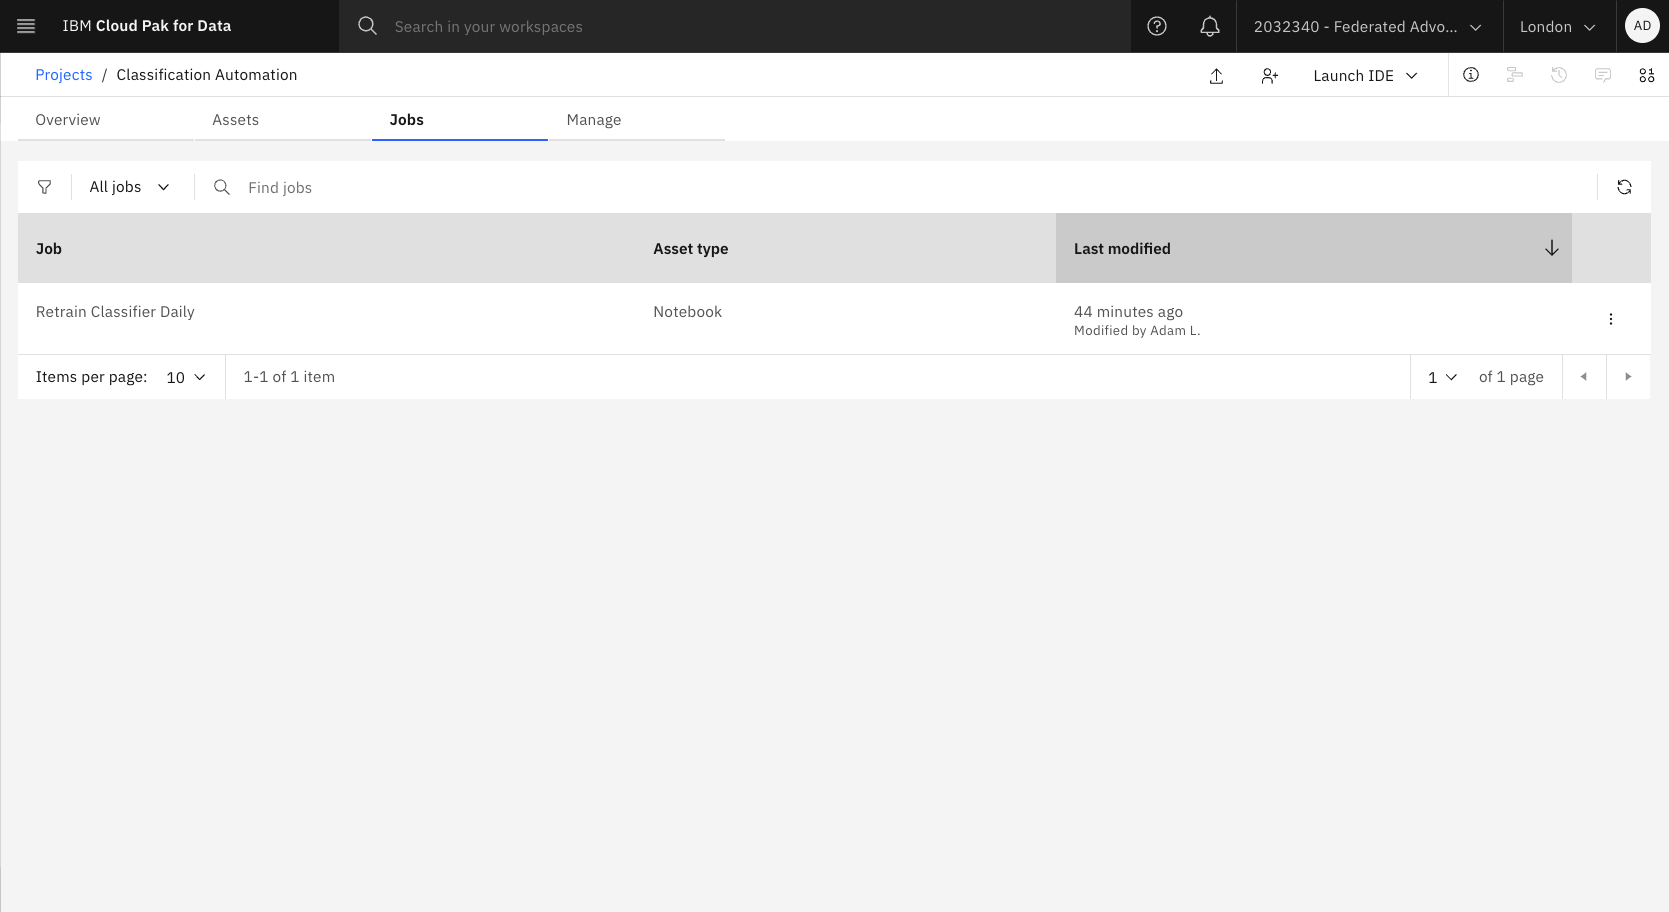 IBM Cloud Pak for Data
Search in your workspaces
2032340 - Federated Advo...
London
AD
Projects / Classification Automation
Launch IDE
Overview
Assets
Jobs
Manage
All jobs
Find jobs
Job
Asset type
Last modified
Retrain Classifier Daily
Notebook
44 minutes ago
Modified by Adam L.
Items per page: 10
1-1 of 1 item
1
of 1 page